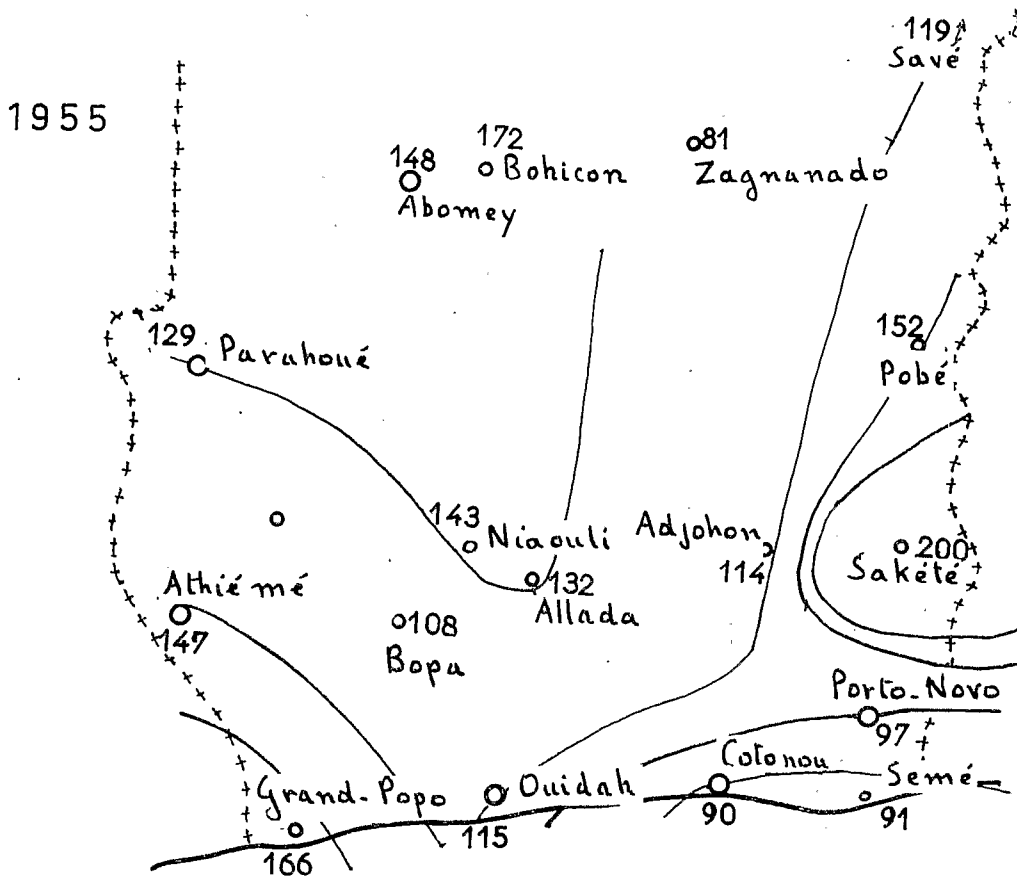 119
Savé
1955
172
81
148
Bohicon
Zagnanado
Abomey
129
Parahoué
152
Pobé
143
Niaouli
Adjohon
200
114
Sakété
132
Allada
Athiémé
147
108
Bopa
Porto-Novo
97
Cotonou
Semé
Grand-Popo
Ouidah
166
115
90
91